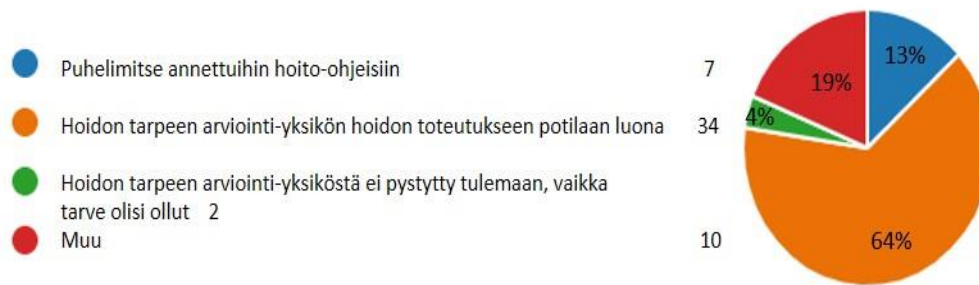 Puhelimitse annettuihin hoito-ohjeisiin 7
Hoidon tarpeen arviointi-yksikön hoidon toteutukseen potilaan luona 34
Hoidon tarpeen arviointi-yksiköstä ei pystytty tulemaan, vaikka
tarve olisi ollut 2
Muu 10
13%
19%
4%
64%